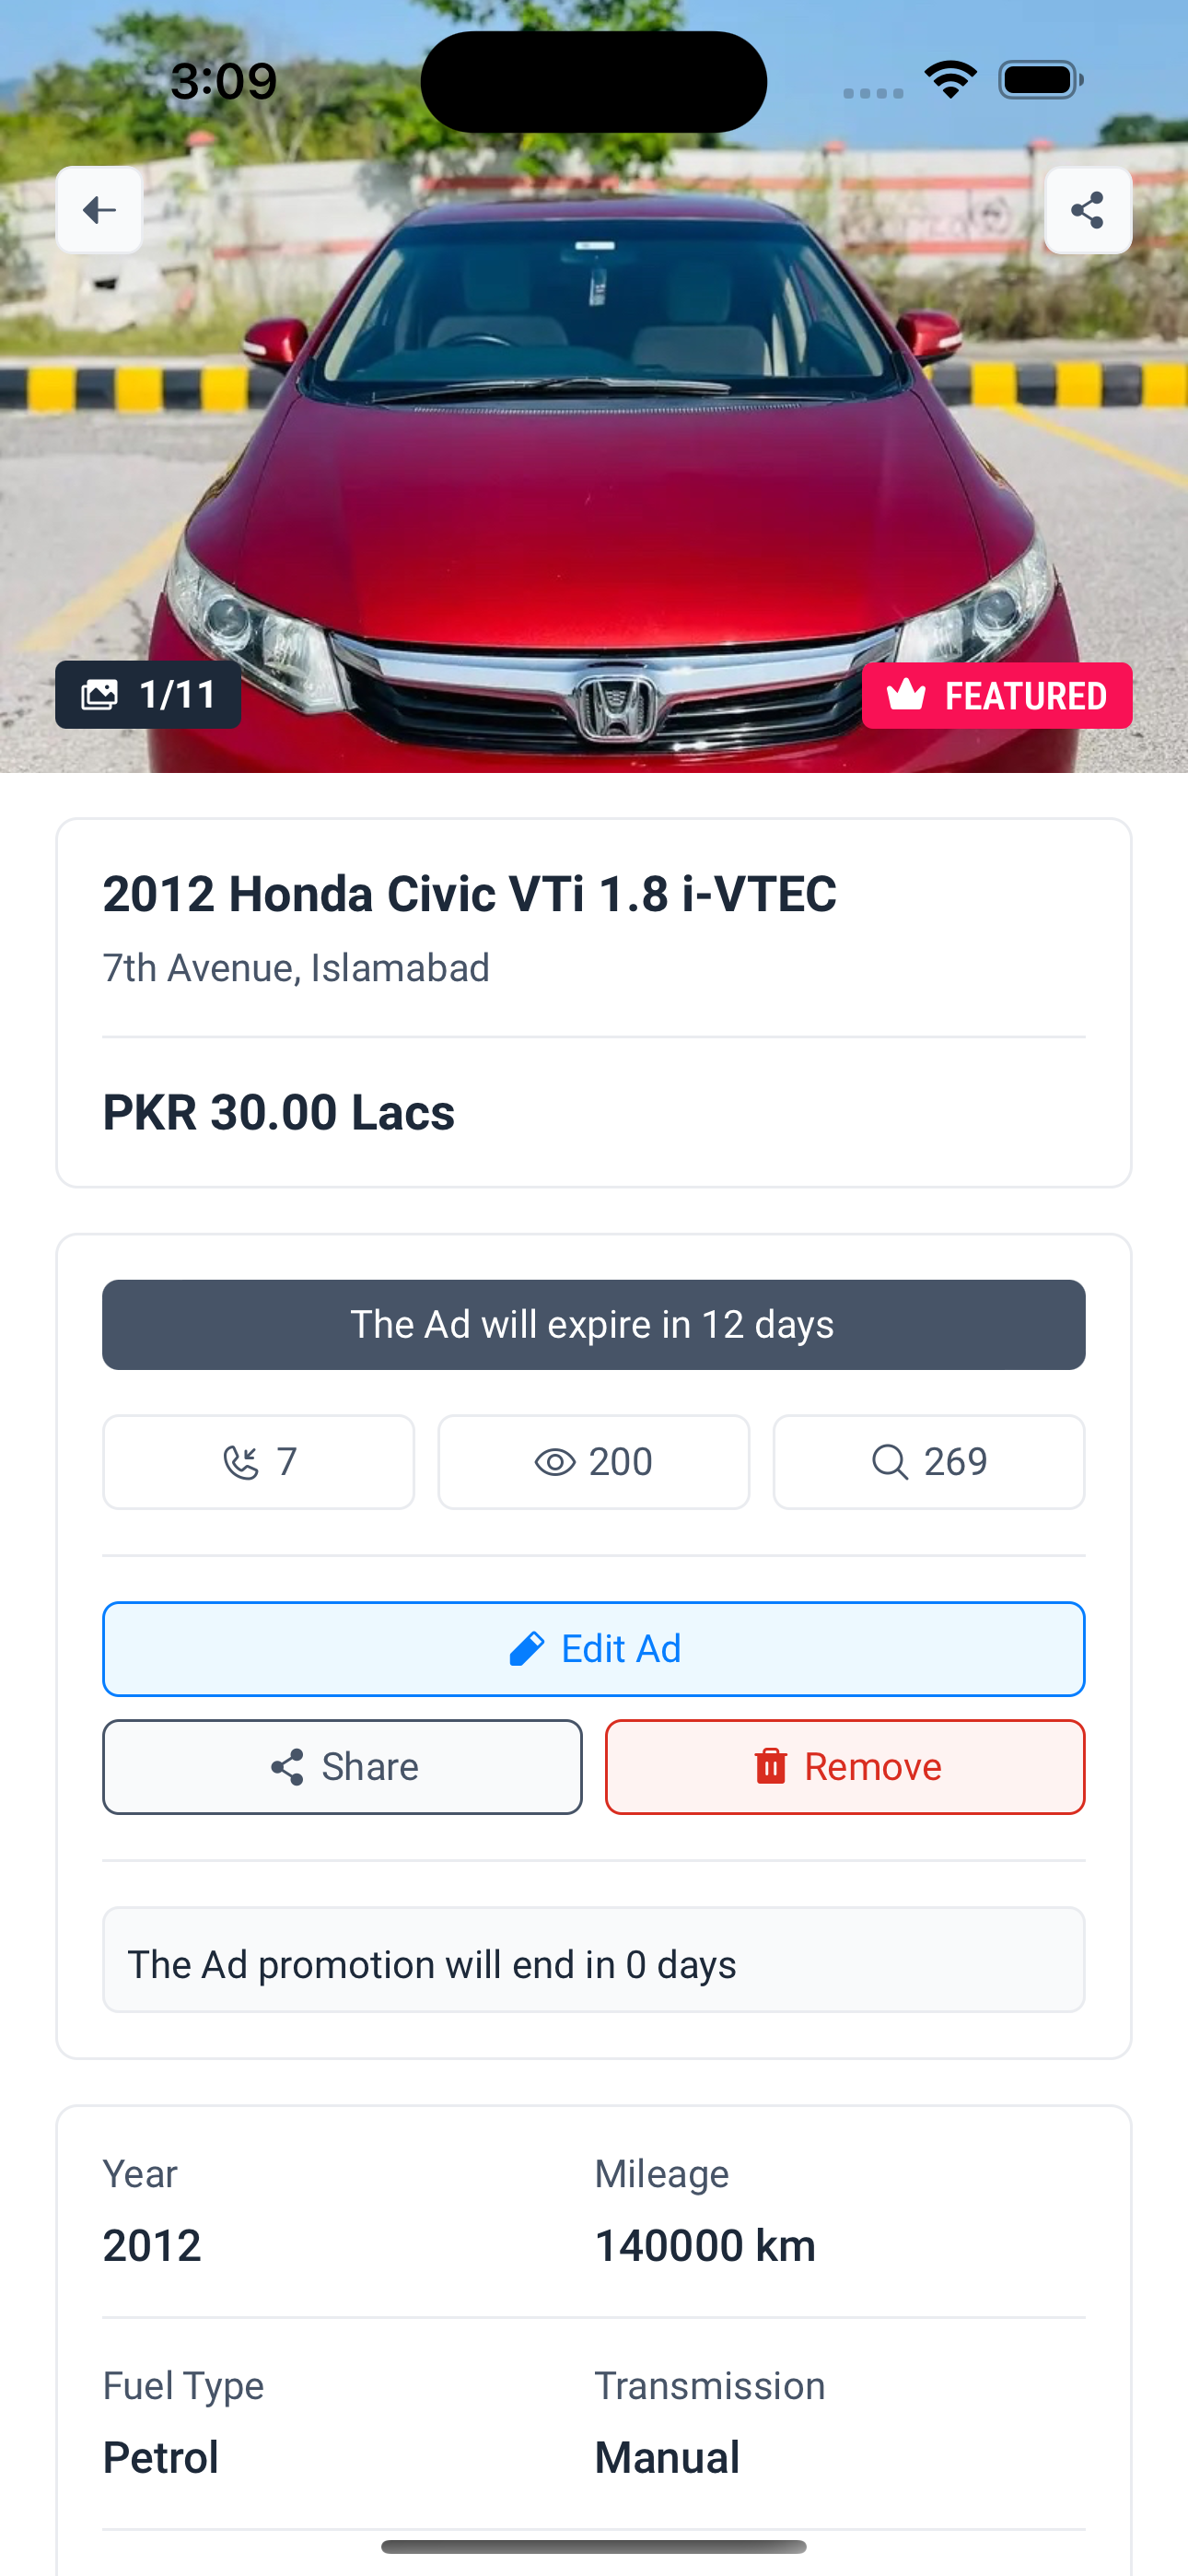 3:09
1/11
FEATURED
2012 Honda Civic VTi 1.8 i-VTEC
7th Avenue, Islamabad
PKR 30.00 Lacs
The Ad will expire in 12 days
7
200
269
Edit Ad
Share
Remove
The Ad promotion will end in 0 days
Year
Mileage
2012
140000 km
Fuel Type
Transmission
Petrol
Manual